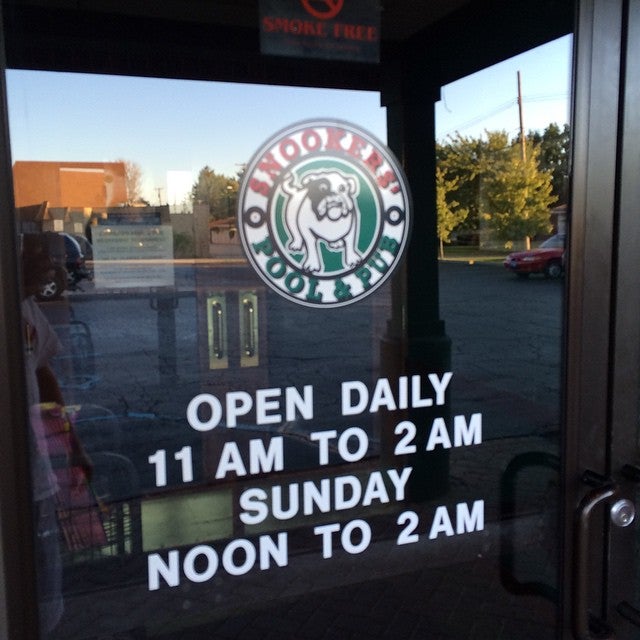 SMOKE FREE
SNOOKERS'
POOL & PUB
OPEN DAILY
11 AM TO 2 AM
SUNDAY
NOON TO 2 AM